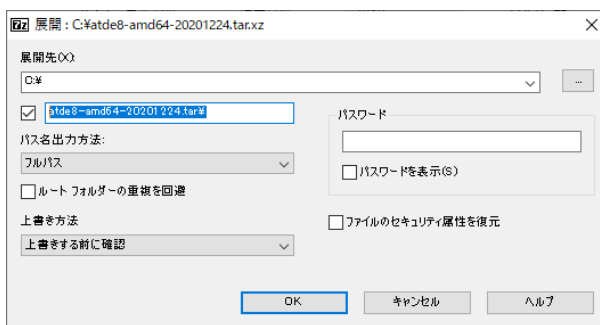 7z 展開 : C:¥atde8-amd64-20201224.tar.xz
展開先(X):
C:¥
...
atde8-amd64-20201224.tar¥
パスワード
パス名出力方法:
フルパス
パスワードを表示(S)
ルート フォルダーの重複を回避
上書き方法
ファイルのセキュリティ属性を復元
上書きする前に確認
OK
キャンセル
ヘルプ